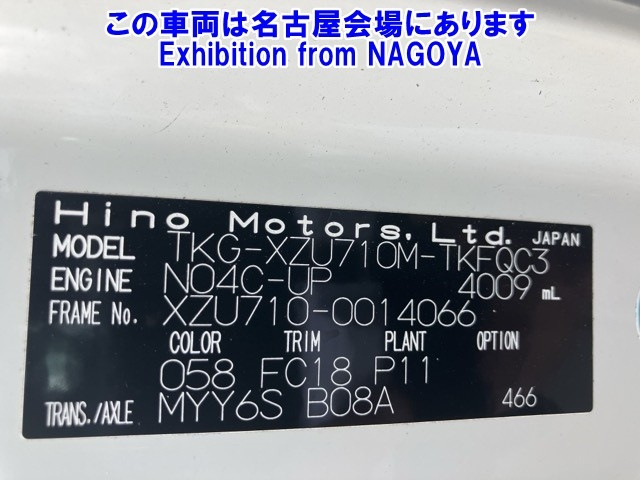 この車両は名古屋会場にあります
Exhibition from NAGOYA
Hino Motors, Ltd. JAPAN
MODEL TKG-XZU710M-TKFQC3
ENGINE N04C-UP 4009 mL
FRAME No. XZU710-0014066
COLOR TRIM PLANT OPTION
058 FC18 P11
TRANS./AXLE MYY6S B08A 466